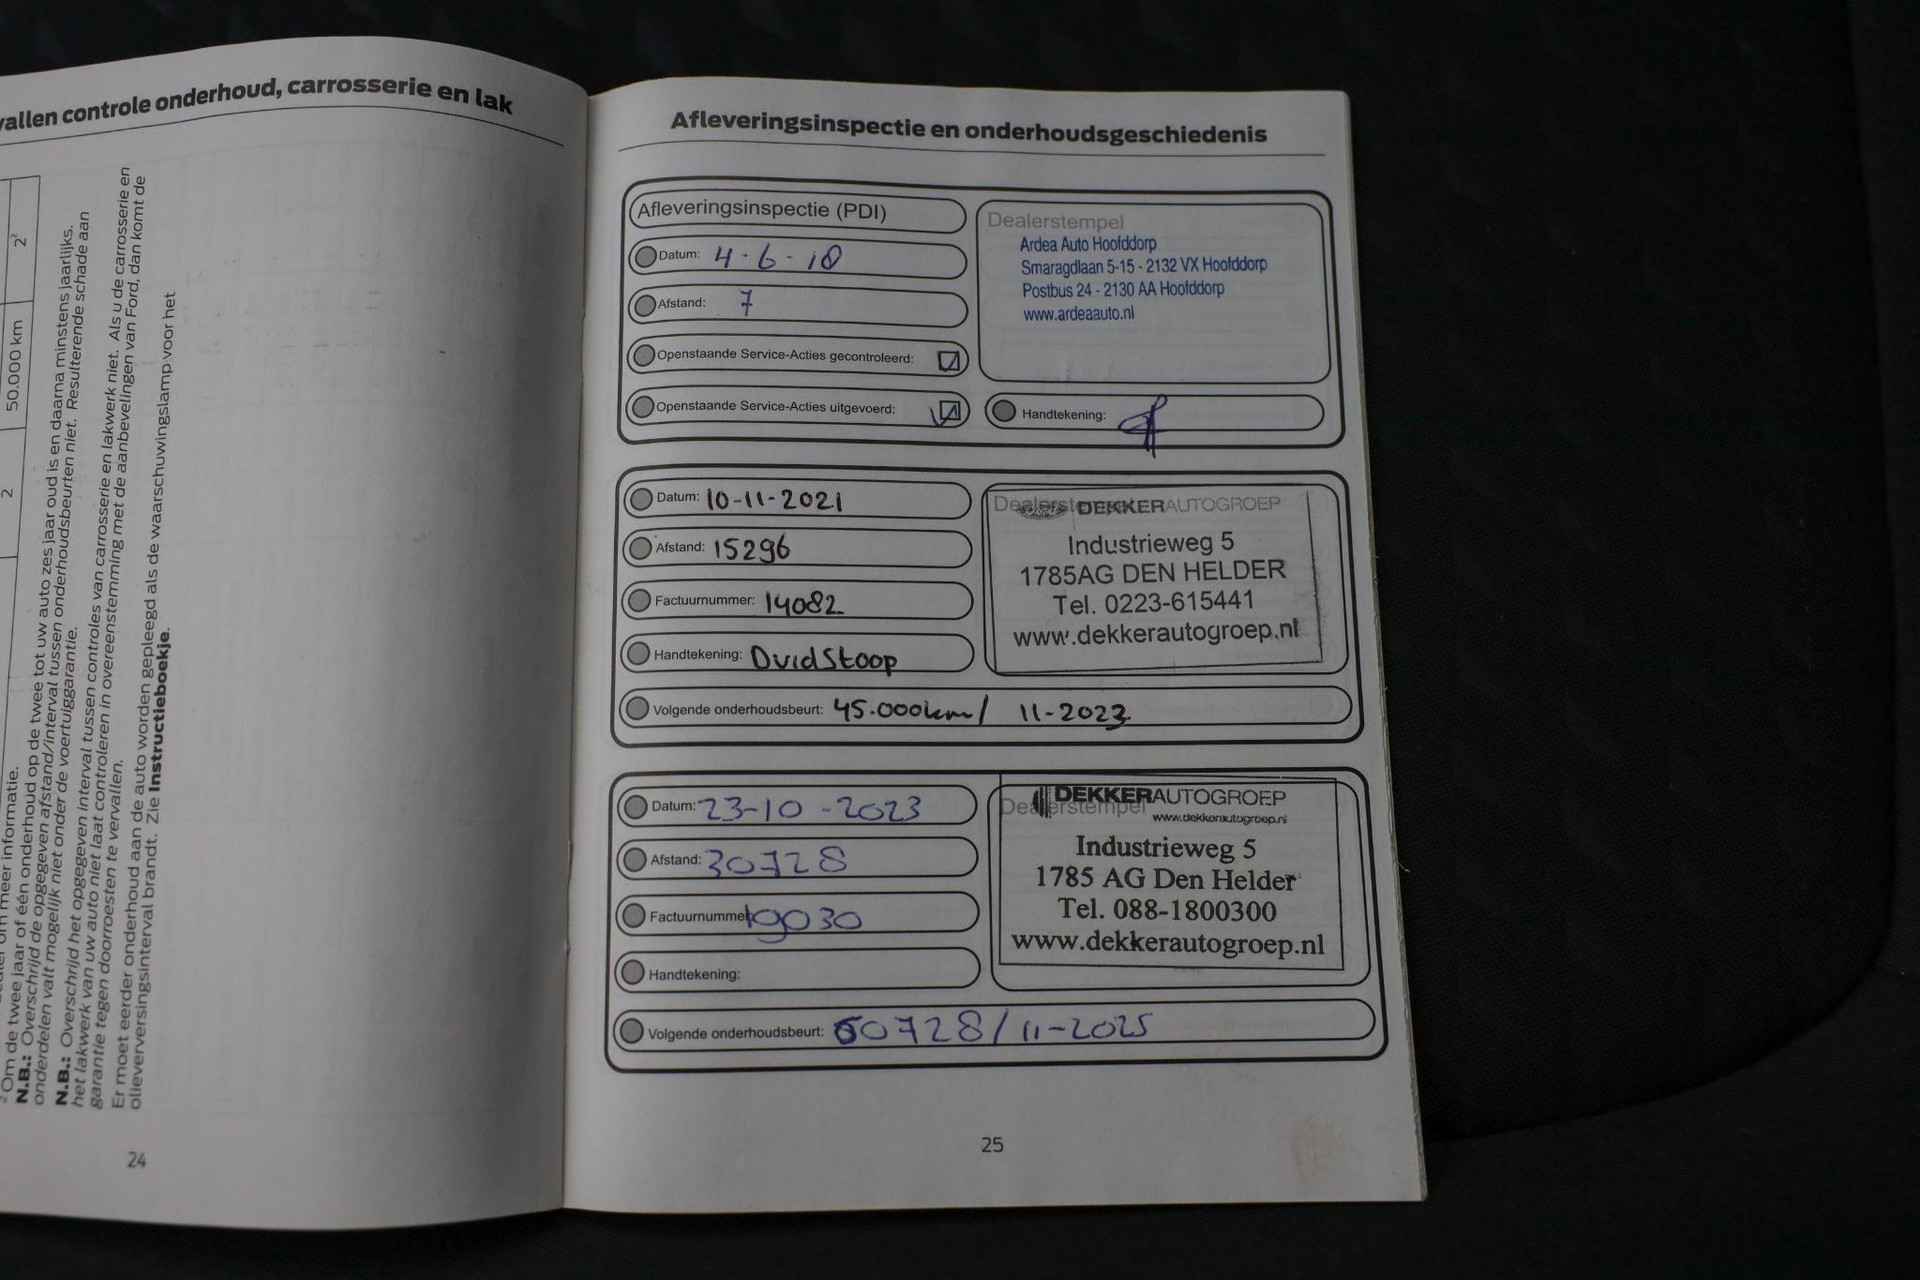 vallen controle onderhoud, carrosserie en lak
2²
50.000 km
2
meer informatie.
² Om de twee jaar of één onderhoud op de twee tot uw auto zes jaar oud is en daarna minstens jaarlijks.
N.B.: Overschrijd de opgegeven afstand/interval tussen onderhoudsbeurten niet. Resulterende schade aan
onderdelen valt mogelijk niet onder de voertuiggarantie.
N.B.: Overschrijd het opgegeven interval tussen controles van carrosserie en lakwerk niet. Als u de carrosserie en
het lakwerk van uw auto niet laat controleren in overeenstemming met de aanbevelingen van Ford, dan komt de
garantie tegen doorroesten te vervallen.
Er moet eerder onderhoud aan de auto worden gepleegd als de waarschuwingslamp voor het
olieverversingsinterval brandt. Zie Instructieboekje.
24
Afleveringsinspectie en onderhoudsgeschiedenis
Afleveringsinspectie (PDI)
Datum: 4-6-18
Afstand: 7
Openstaande Service-Acties gecontroleerd:
Openstaande Service-Acties uitgevoerd:
Dealerstempel
Ardea Auto Hoofddorp
Smaragdlaan 5-15 - 2132 VX Hoofddorp
Postbus 24 - 2130 AA Hoofddorp
www.ardeaauto.nl
Handtekening:
Datum: 10-11-2021
Afstand: 15296
Factuurnummer: 14082
Handtekening: DvidStoop
Volgende onderhoudsbeurt: 45.000km/ 11-2023
Dealerstempel
DEKKERAUTOGROEP
Industrieweg 5
1785AG DEN HELDER
Tel. 0223-615441
www.dekkerautogroep.nl
Datum: 23-10-2023
Afstand: 30728
Factuurnummer: 19030
Handtekening:
Volgende onderhoudsbeurt: 60728/11-2025
Dealerstempel
DEKKERAUTOGROEP
www.dekkerautogroep.nl
Industrieweg 5
1785 AG Den Helder
Tel. 088-1800300
www.dekkerautogroep.nl
25